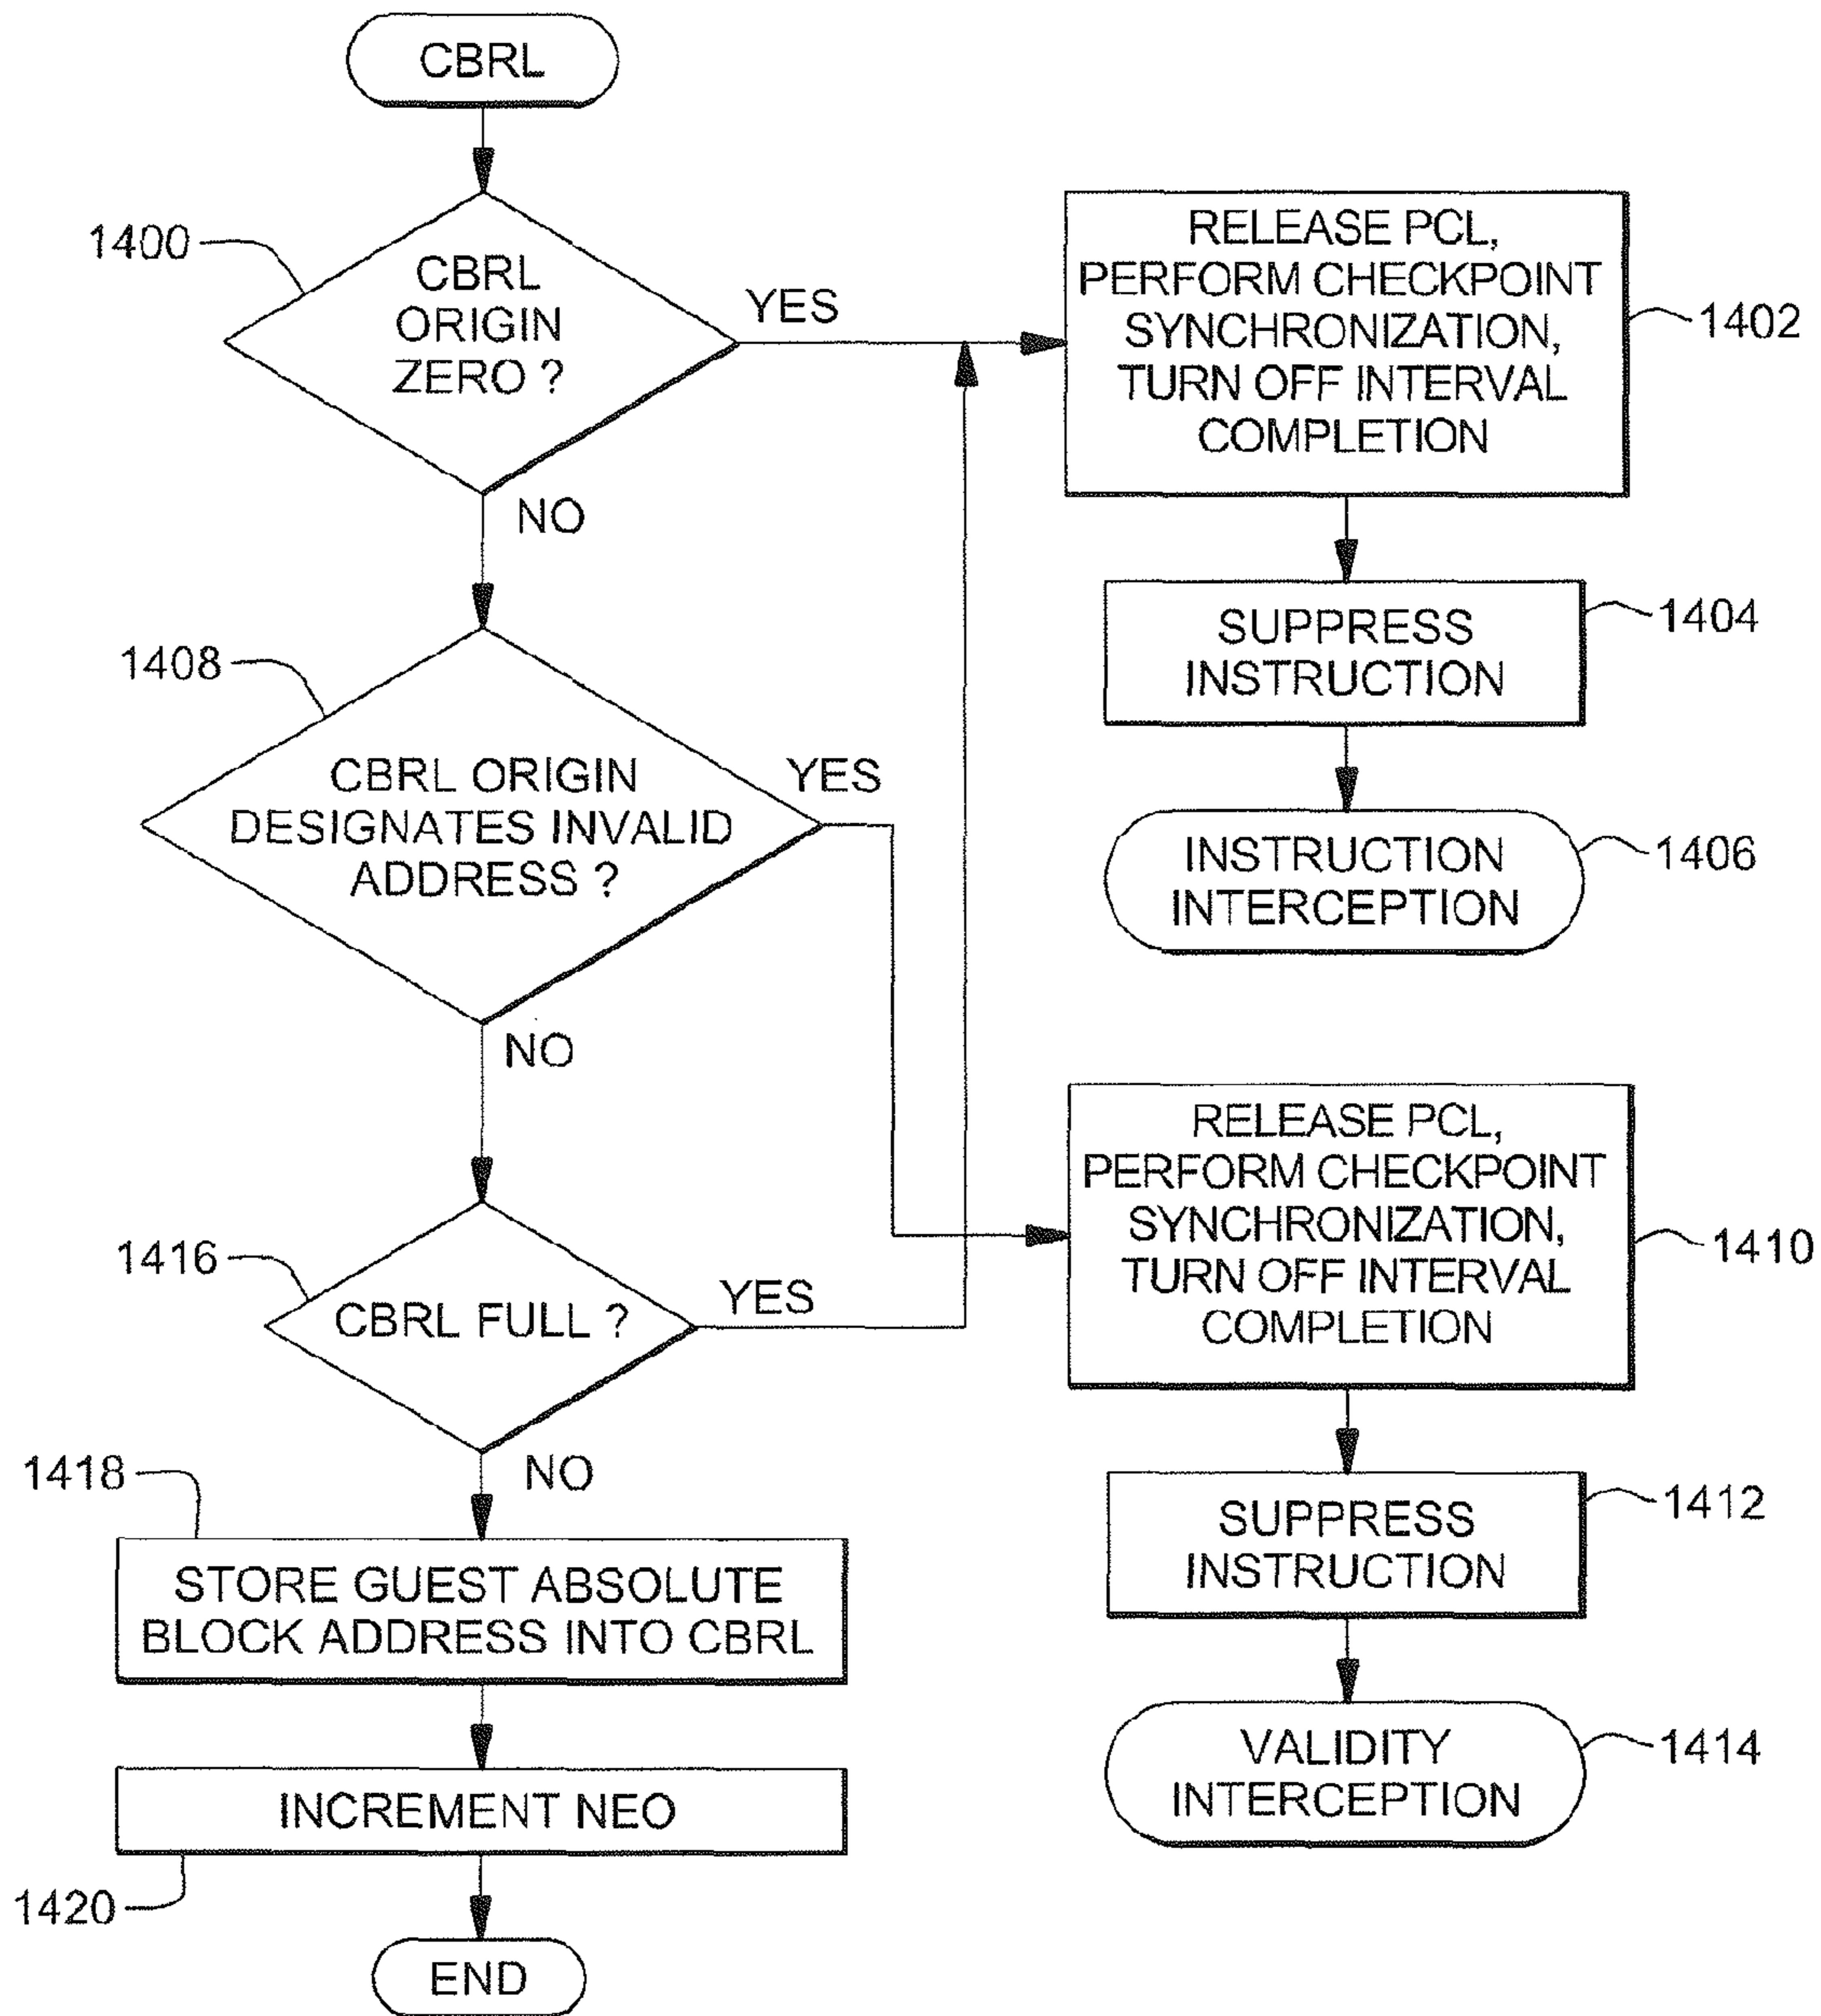 CBRL
1400
CBRL
ORIGIN
ZERO ?
YES
NO
RELEASE PCL,
PERFORM CHECKPOINT
SYNCHRONIZATION,
TURN OFF INTERVAL
COMPLETION
1402
SUPPRESS
INSTRUCTION
1404
INSTRUCTION
INTERCEPTION
1406
1408
CBRL ORIGIN
DESIGNATES INVALID
ADDRESS ?
YES
NO
RELEASE PCL,
PERFORM CHECKPOINT
SYNCHRONIZATION,
TURN OFF INTERVAL
COMPLETION
1410
SUPPRESS
INSTRUCTION
1412
VALIDITY
INTERCEPTION
1414
1416
CBRL FULL ?
YES
NO
1418
STORE GUEST ABSOLUTE
BLOCK ADDRESS INTO CBRL
INCREMENT NEO
1420
END